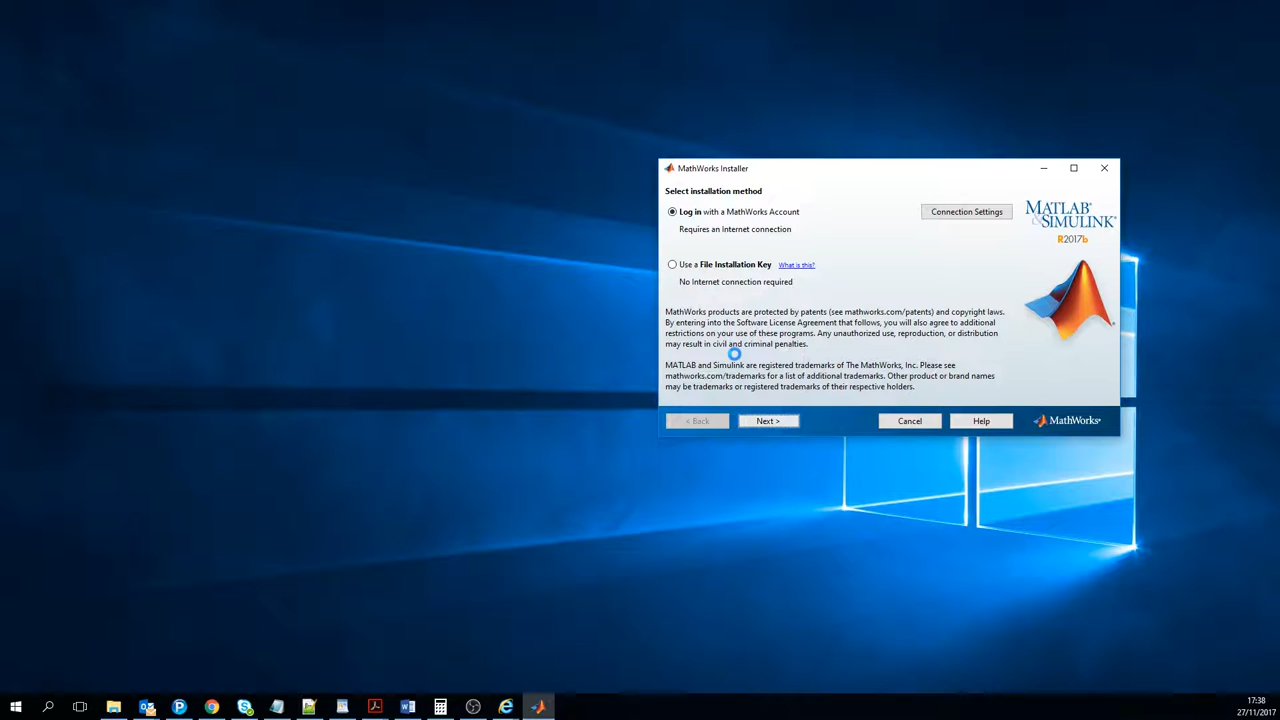 MathWorks Installer
Select installation method
Log in with a MathWorks Account
Connection Settings
MATLAB®
&SIMULINK®
R2017b
Requires an Internet connection
Use a File Installation Key What is this?
No Internet connection required
MathWorks products are protected by patents (see mathworks.com/patents) and copyright laws.
By entering into the Software License Agreement that follows, you will also agree to additional
restrictions on your use of these programs. Any unauthorized use, reproduction, or distribution
may result in civil and criminal penalties.
MATLAB and Simulink are registered trademarks of The MathWorks, Inc. Please see
mathworks.com/trademarks for a list of additional trademarks. Other product or brand names
may be trademarks or registered trademarks of their respective holders.
< Back Next > Cancel Help MathWorks®
17:38
27/11/2017